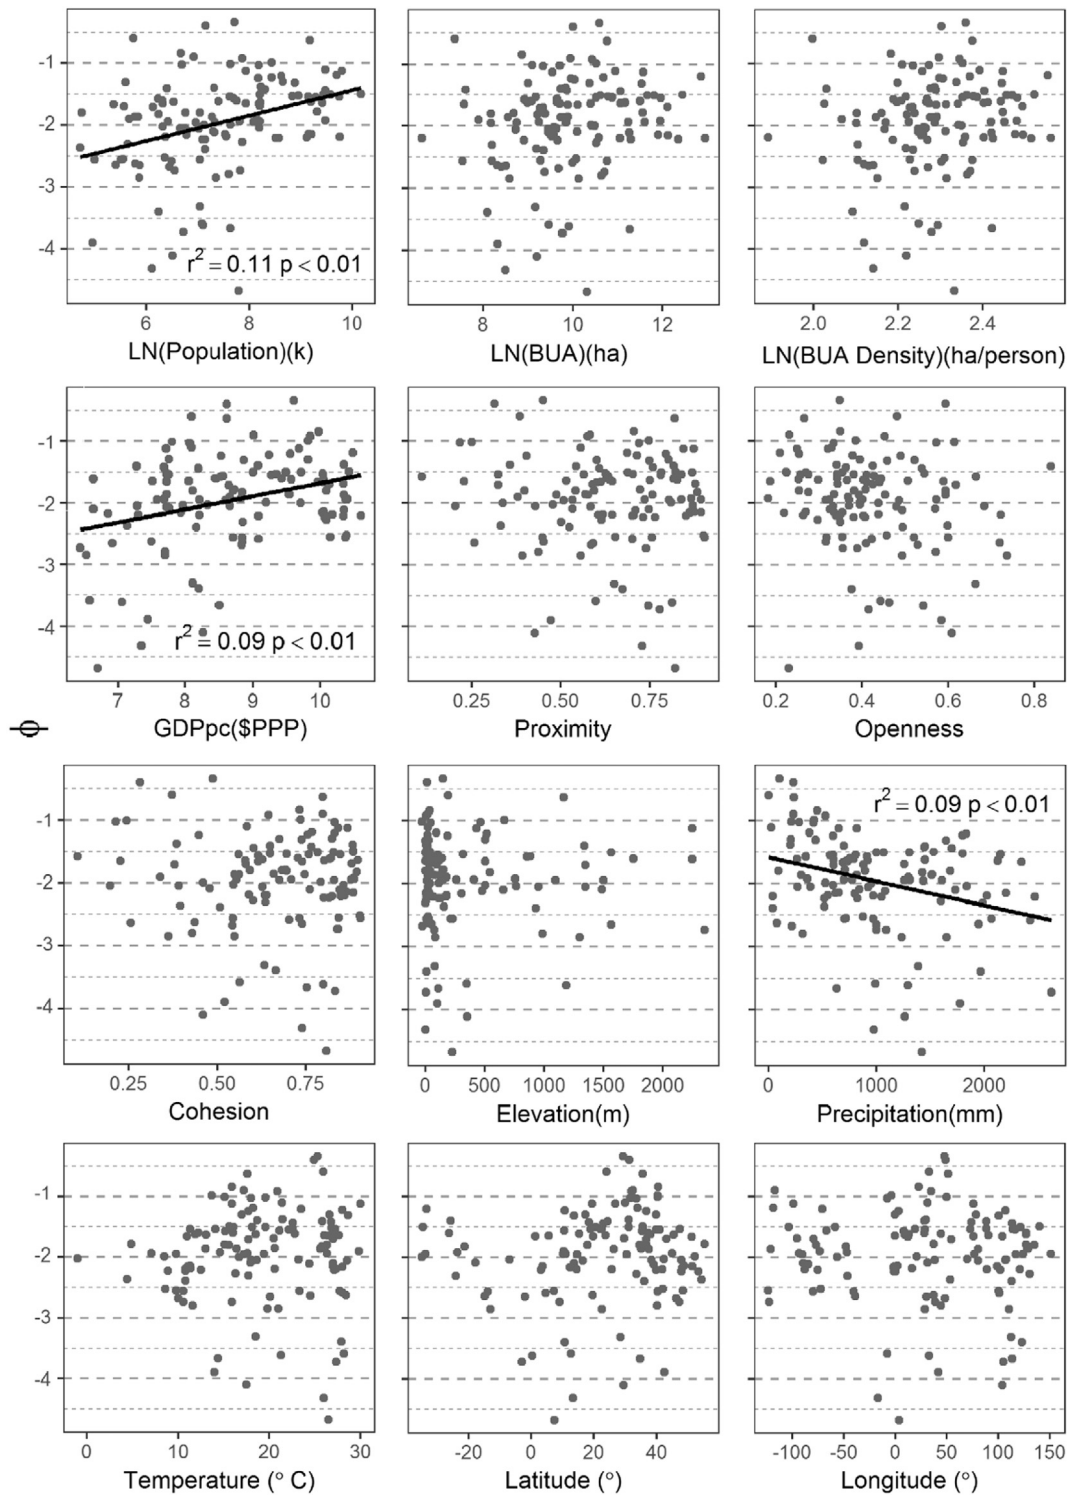 -1
-2
-3
-4
r² = 0.11 p < 0.01
6 8 10
LN(Population)(k)
8 10 12
LN(BUA)(ha)
2.0 2.2 2.4
LN(BUA Density)(ha/person)
-1
-2
-3
-4
r² = 0.09 p < 0.01
7 8 9 10
GDPpc($PPP)
0.25 0.50 0.75
Proximity
0.2 0.4 0.6 0.8
Openness
ϕ
-1
-2
-3
-4
0.25 0.50 0.75
Cohesion
0 500 1000 1500 2000
Elevation(m)
r² = 0.09 p < 0.01
0 1000 2000
Precipitation(mm)
-1
-2
-3
-4
0 10 20 30
Temperature (° C)
-20 0 20 40
Latitude (°)
-100 -50 0 50 100 150
Longitude (°)